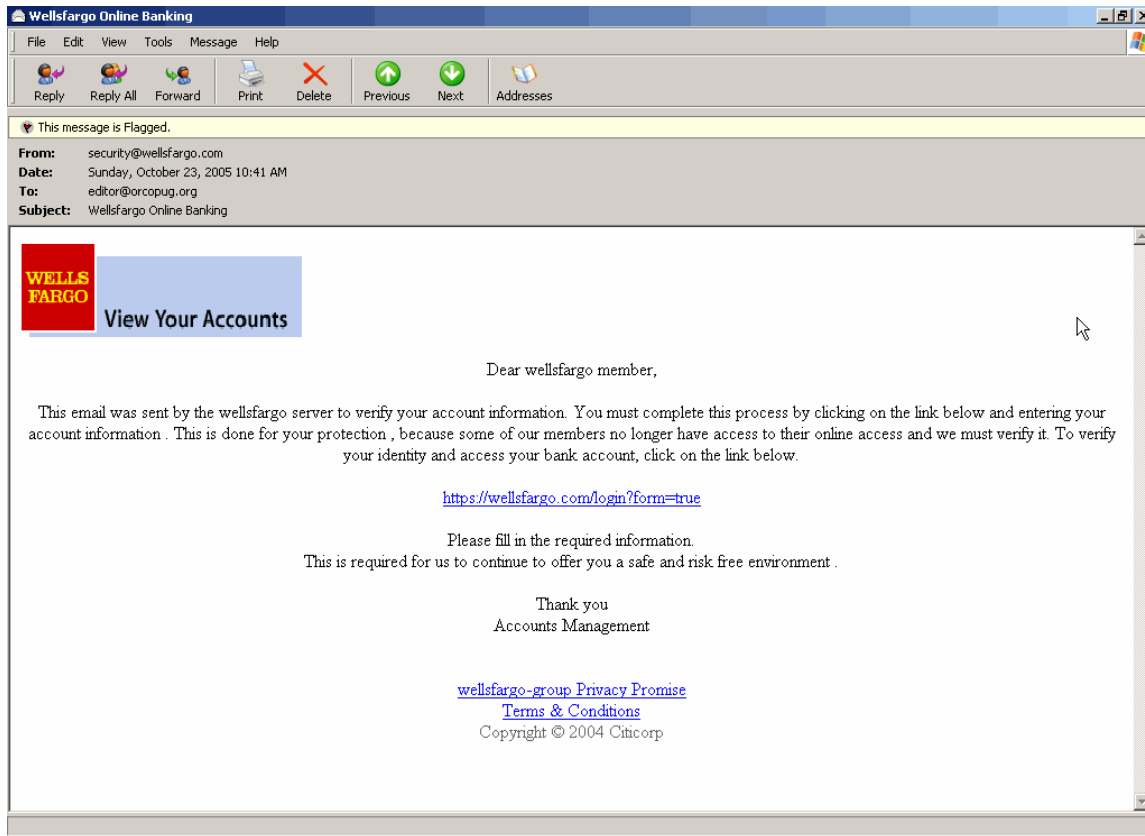 Wellsfargo Online Banking
File Edit View Tools Message Help
Reply Reply All Forward Print Delete Previous Next Addresses
This message is Flagged.
From: security@wellsfargo.com
Date: Sunday, October 23, 2005 10:41 AM
To: editor@orcopug.org
Subject: Wellsfargo Online Banking
WELLS
FARGO
View Your Accounts
Dear wellsfargo member,
This email was sent by the wellsfargo server to verify your account information. You must complete this process by clicking on the link below and entering your
account information . This is done for your protection , because some of our members no longer have access to their online access and we must verify it. To verify
your identity and access your bank account, click on the link below.
https://wellsfargo.com/login?form=true
Please fill in the required information.
This is required for us to continue to offer you a safe and risk free environment .
Thank you
Accounts Management
wellsfargo-group Privacy Promise
Terms & Conditions
Copyright © 2004 Citicorp